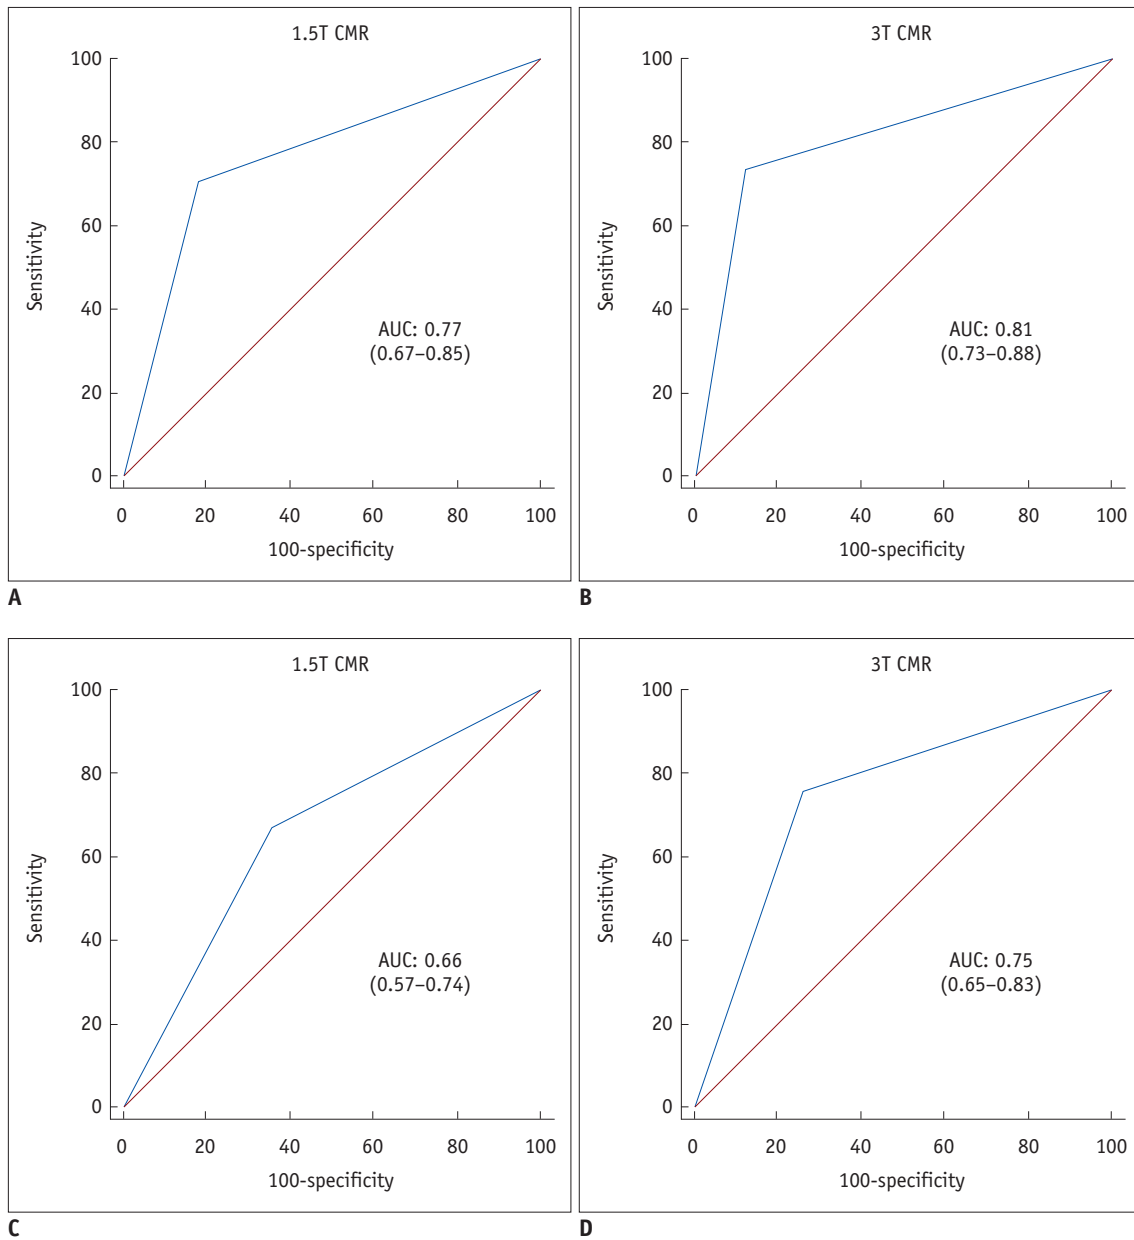 1.5T CMR
100
80
60
40
20
0
Sensitivity
AUC: 0.77
(0.67–0.85)
0 20 40 60 80 100
100-specificity
A
3T CMR
100
80
60
40
20
0
Sensitivity
AUC: 0.81
(0.73–0.88)
0 20 40 60 80 100
100-specificity
B
1.5T CMR
100
80
60
40
20
0
Sensitivity
AUC: 0.66
(0.57–0.74)
0 20 40 60 80 100
100-specificity
C
3T CMR
100
80
60
40
20
0
Sensitivity
AUC: 0.75
(0.65–0.83)
0 20 40 60 80 100
100-specificity
D